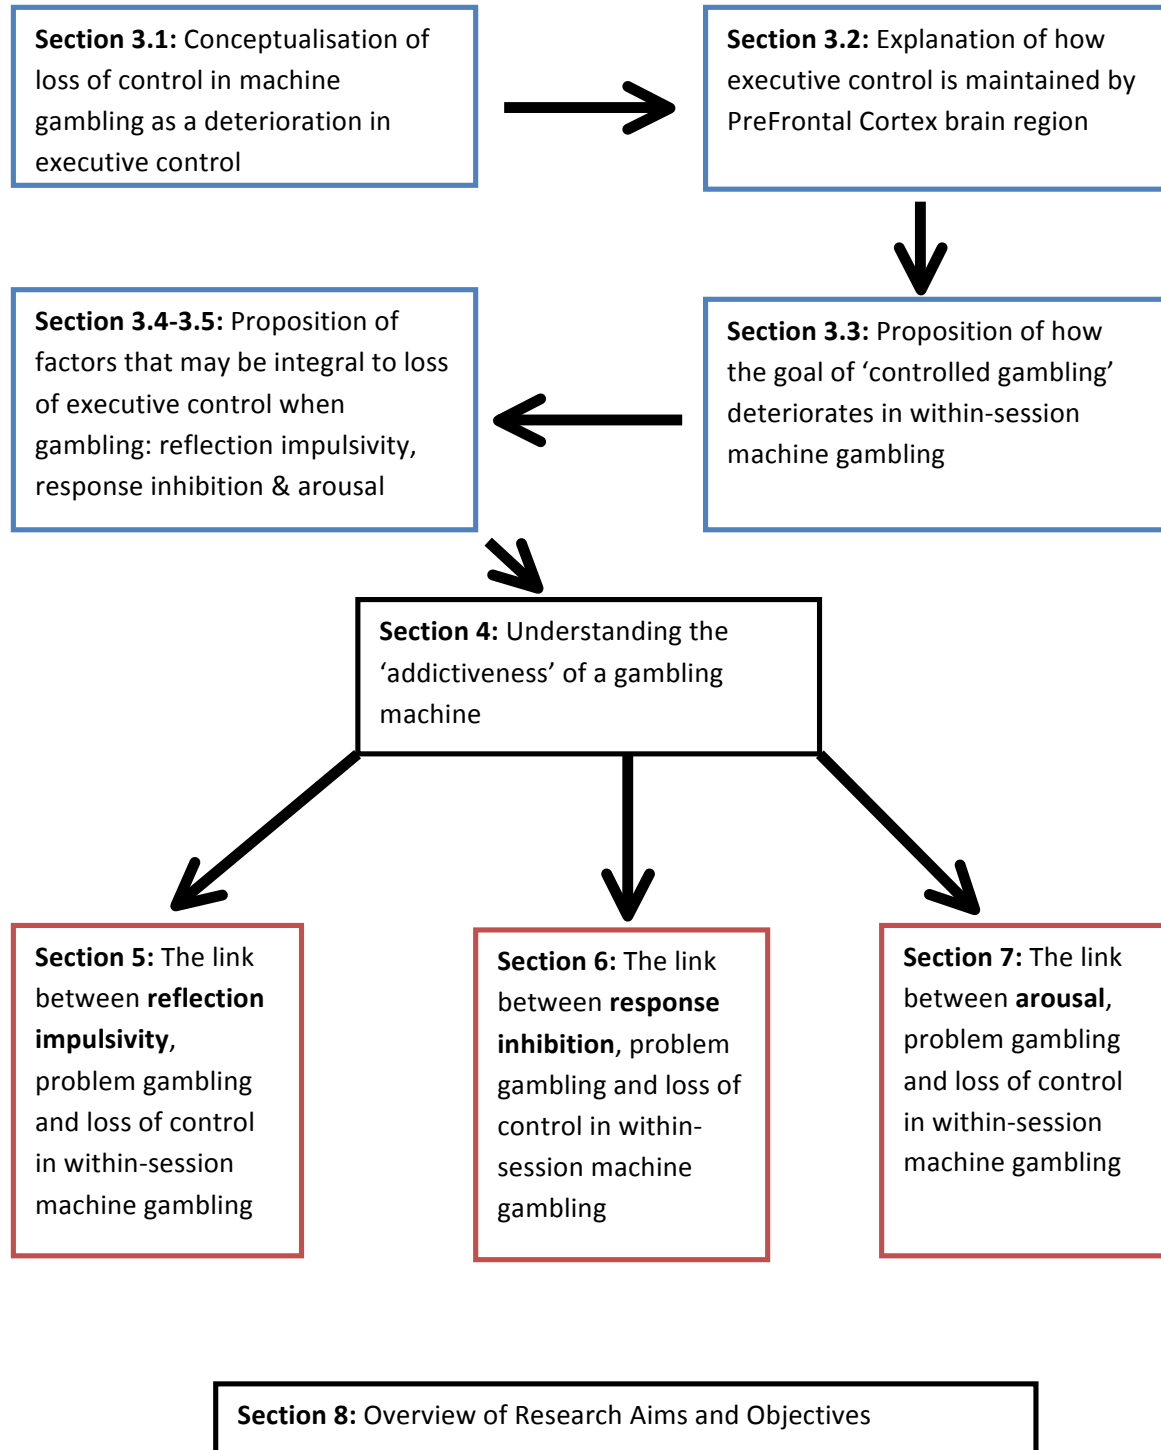 Section 3.1: Conceptualisation of
loss of control in machine
gambling as a deterioration in
executive control
Section 3.2: Explanation of how
executive control is maintained by
PreFrontal Cortex brain region
Section 3.3: Proposition of how
the goal of ‘controlled gambling’
deteriorates in within-session
machine gambling
Section 3.4-3.5: Proposition of
factors that may be integral to loss
of executive control when
gambling: reflection impulsivity,
response inhibition & arousal
Section 4: Understanding the
‘addictiveness’ of a gambling
machine
Section 5: The link
between reflection
impulsivity,
problem gambling
and loss of control
in within-session
machine gambling
Section 6: The link
between response
inhibition, problem
gambling and loss of
control in within-
session machine
gambling
Section 7: The link
between arousal,
problem gambling
and loss of control
in within-session
machine gambling
Section 8: Overview of Research Aims and Objectives